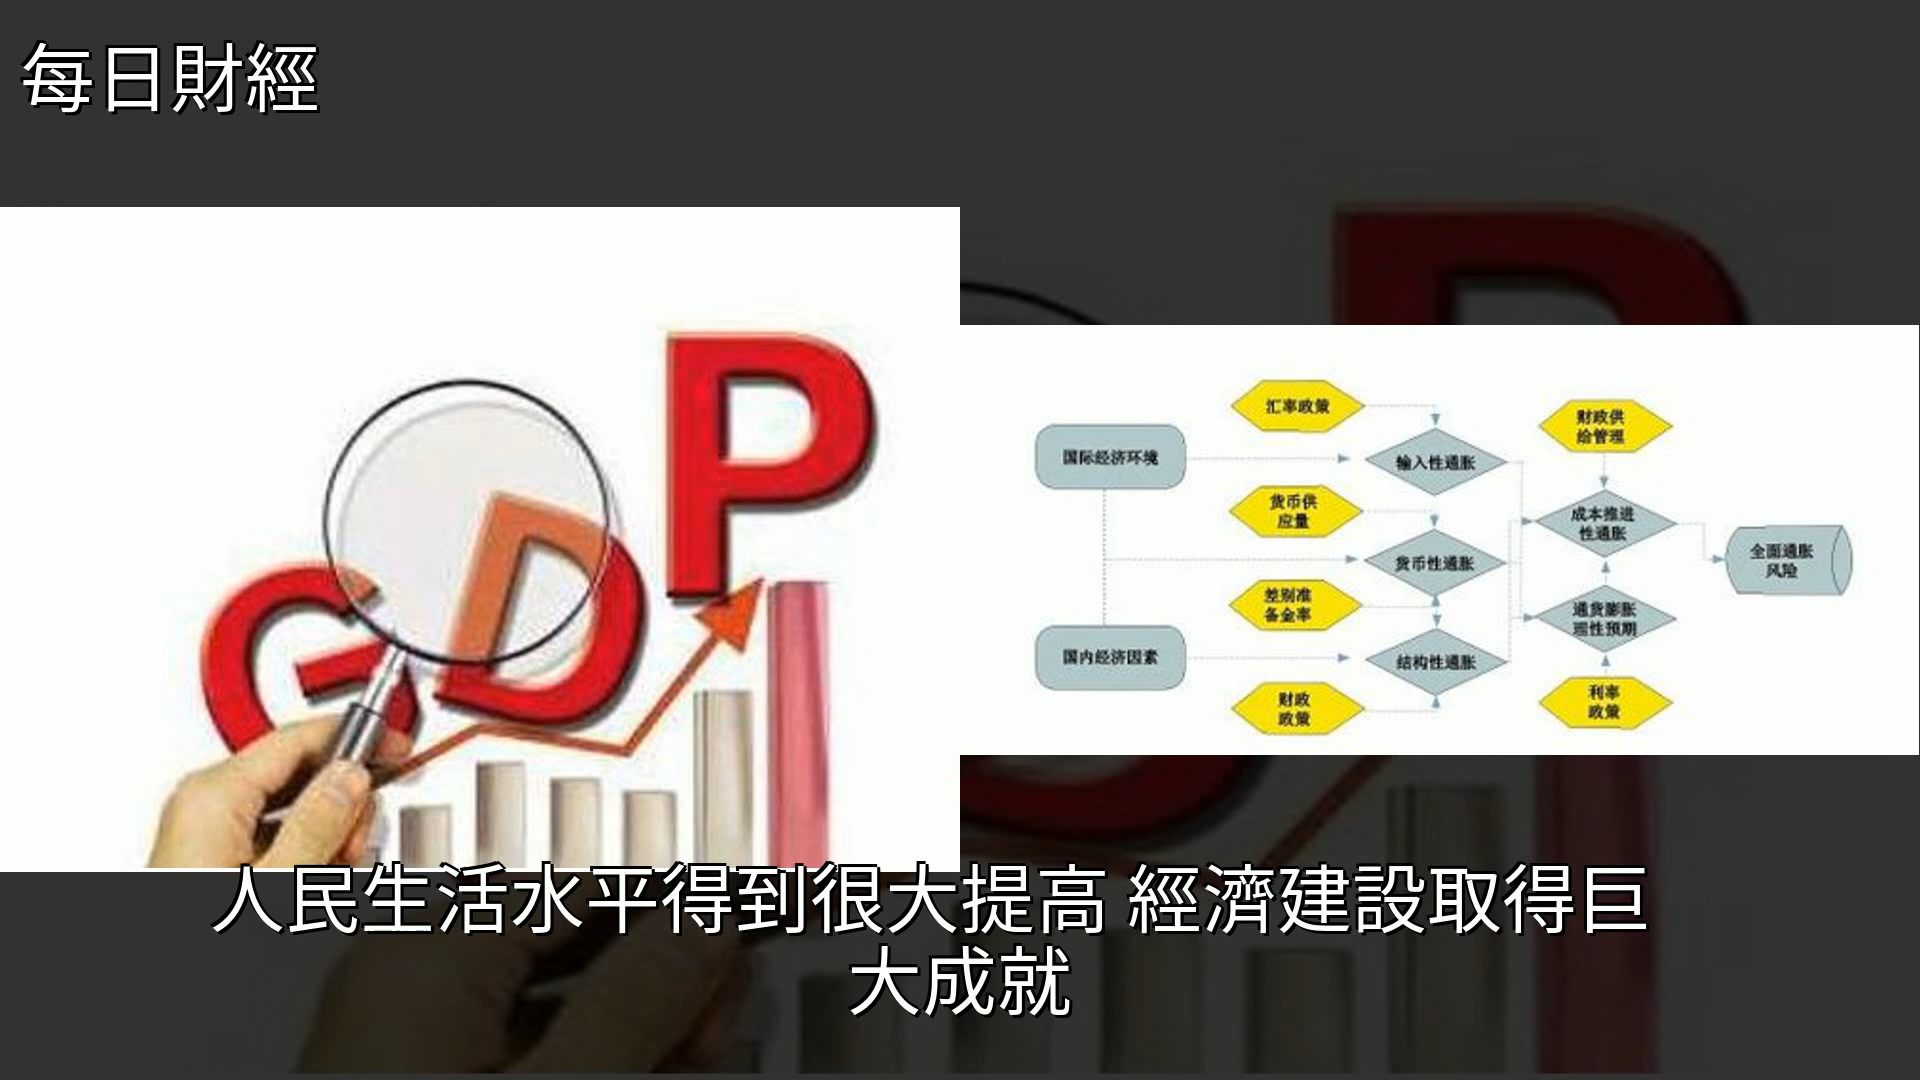 每日財經
GDP
汇率政策
国际经济环境
输入性通胀
财政供
给管理
货币供
应量
货币性通胀
成本推进
性通胀
全面通胀
风险
差别准
备金率
通货膨胀
理性预期
国内经济因素
结构性通胀
财政
政策
利率
政策
人民生活水平得到很大提高 經濟建設取得巨
大成就